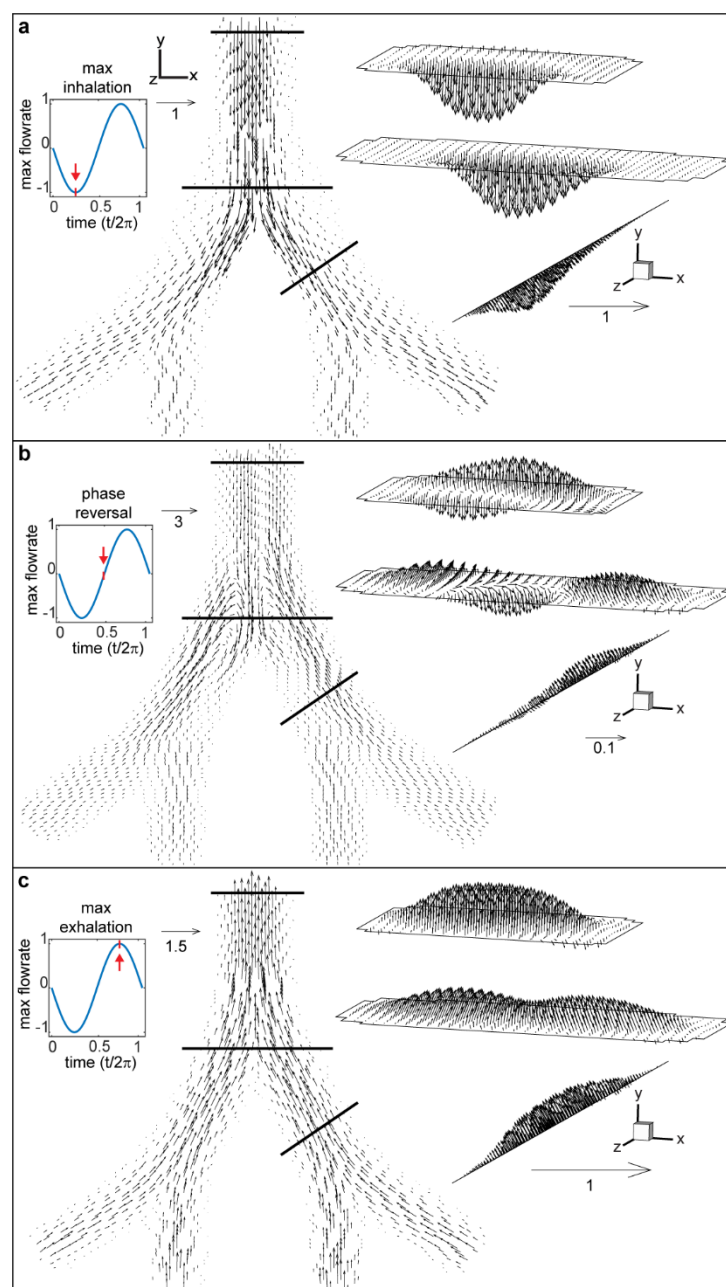 a
max
inhalation
y
z x
1
max flowrate
1
0
-1
0 0.5 1
time (t/2π)
y
z x
1
b
phase
reversal
3
max flowrate
1
0
-1
0 0.5 1
time (t/2π)
y
z x
0.1
c
max
exhalation
1.5
max flowrate
1
0
-1
0 0.5 1
time (t/2π)
y
z x
1